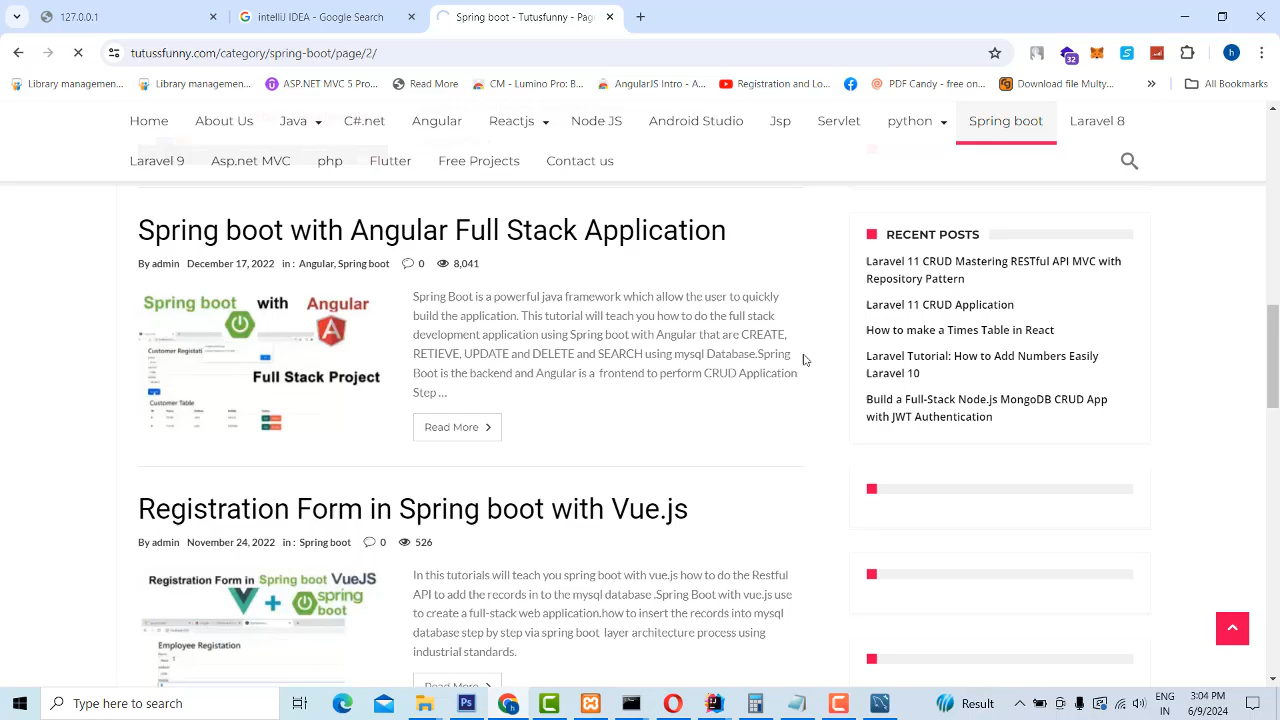 127.0.0.1
tutussfunny.com/category/spring-boot/2/
32
h
Library management...
Library management...
ASP.NET MVC 5 Pro...
Read More
CM - Lumino Pro B...
AngularJS Intro - A...
Registration and Lo...
PDF Candy - free on...
Download file mou...
All Bookmarks
Home
About Us
Java
C#.net
Angular
Reactjs
Node JS
Android Studio
Jsp
Servlet
python
Spring boot
Laravel 8
Laravel 9
Asp.net MVC
php
Flutter
Free Projects
Contact us
Spring boot with Angular Full Stack Application
By admin December 17, 2022 in : Angular, Spring boot 0 8,041
Spring boot with Angular
Customer Registati
Full Stack Project
Customer Table
Spring Boot is a powerful java framework which allow the user to quickly
build the application. This tutorial will teach you how to do the full stack
development application using Spring boot with Angular that are CREATE,
RETIEVE, UPDATE and DELETE and SEARCH using mysql Database.Spring
Boot is the backend and Angular is a frontend to perform CRUD Application
Step ...
Read More
Registration Form in Spring boot with Vue.js
By admin November 24, 2022 in : Spring boot 0 526
Registration Form in Spring boot VueJS
spring
boot
Employee Registation
In this tutorials will teach you spring boot with vue.js how to do the Restful
API to add the records in to the mysql database .Spring Boot with vue.js use
to create a full-stack web application.how to insert the records into mysql
database step by step via spring boot layer architecture process using
industrial standards.
Read More
RECENT POSTS
Laravel 11 CRUD Mastering RESTful API MVC with
Repository Pattern
Laravel 11 CRUD Application
How to make a Times Table in React
Laravel Tutorial: How to Add Numbers Easily
Laravel 10
Build a Full-Stack Node.js MongoDB CRUD App
with JWT Authentication
Type here to search
Result
ENG
IN
3:04 PM
6/9/2024